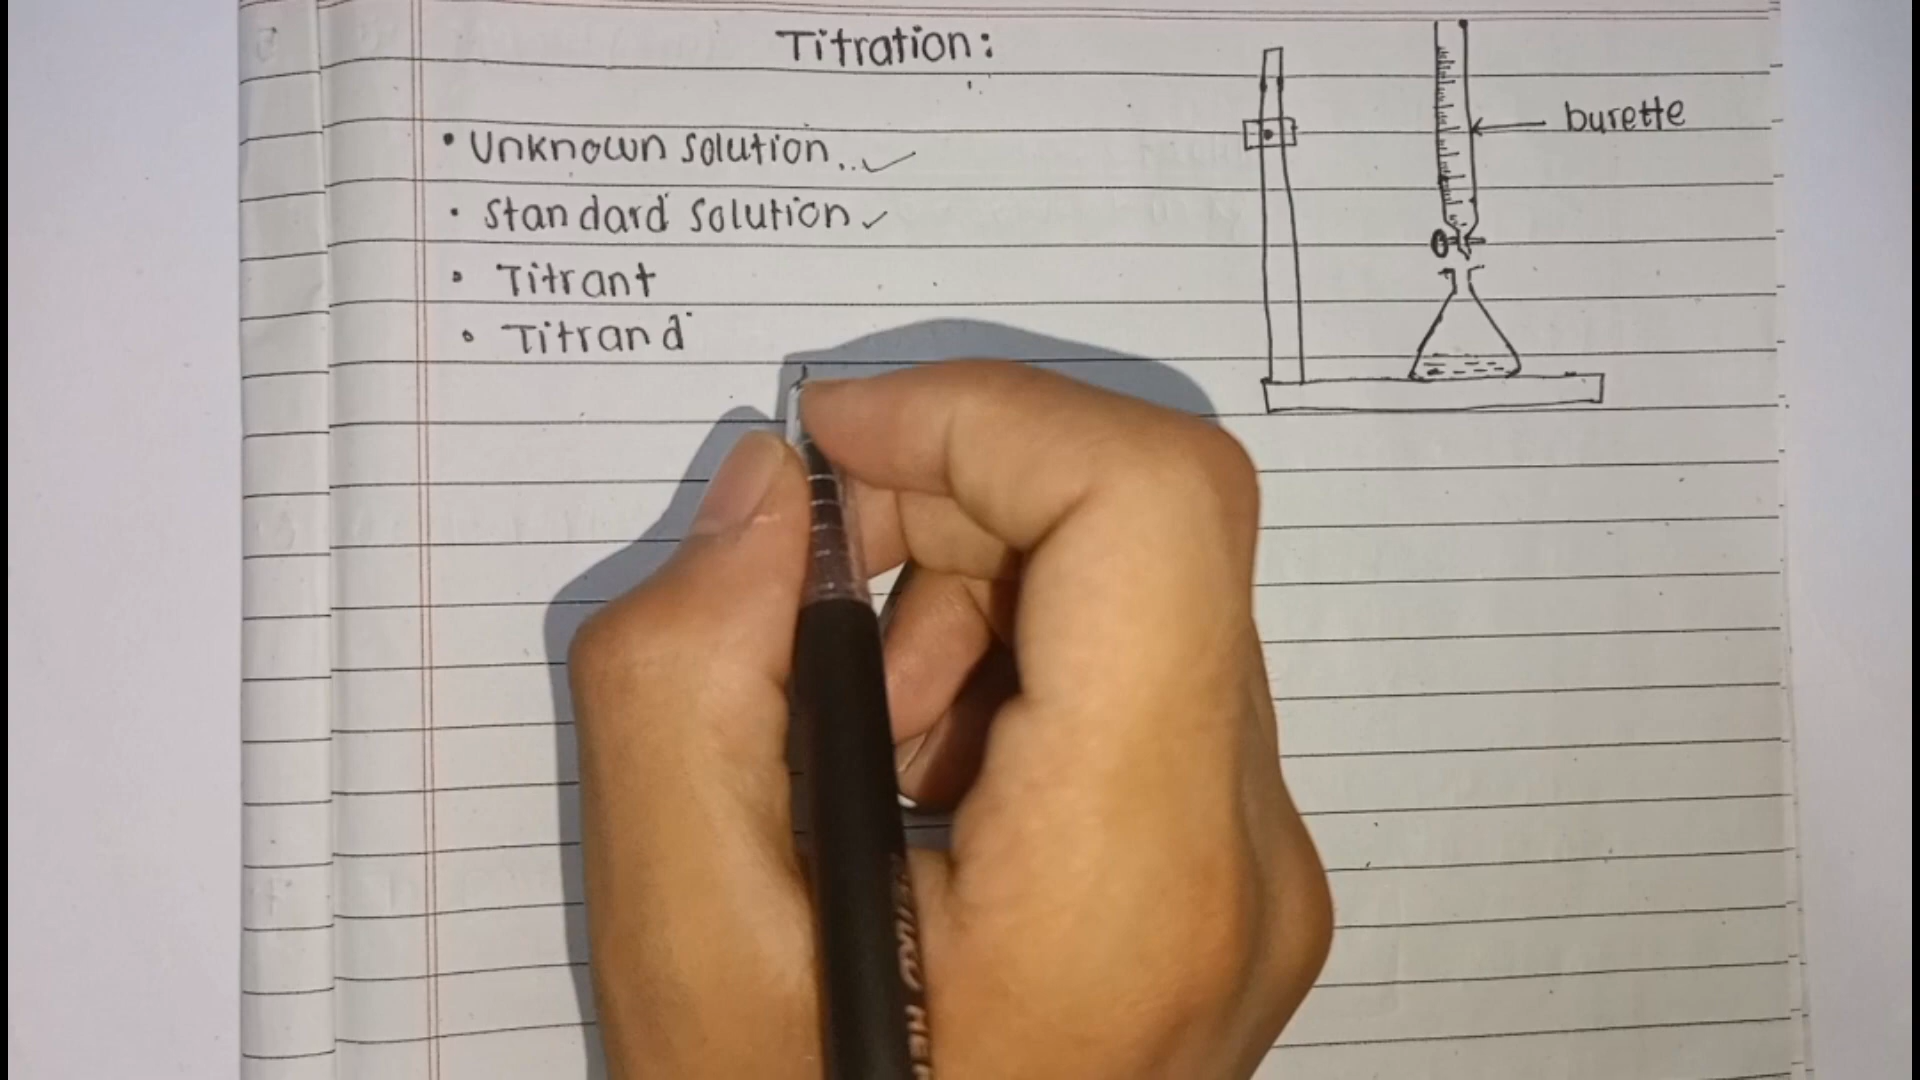 Titration:
burette
• Unknown solution..
• Standard solution
• Titrant
• Titrand